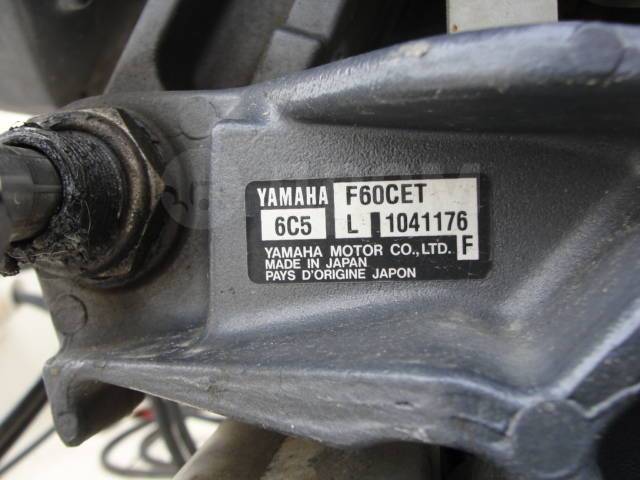 YAMAHA F60CET
6C5 L 1041176
YAMAHA MOTOR CO.,LTD. F
MADE IN JAPAN
PAYS D'ORIGINE JAPON